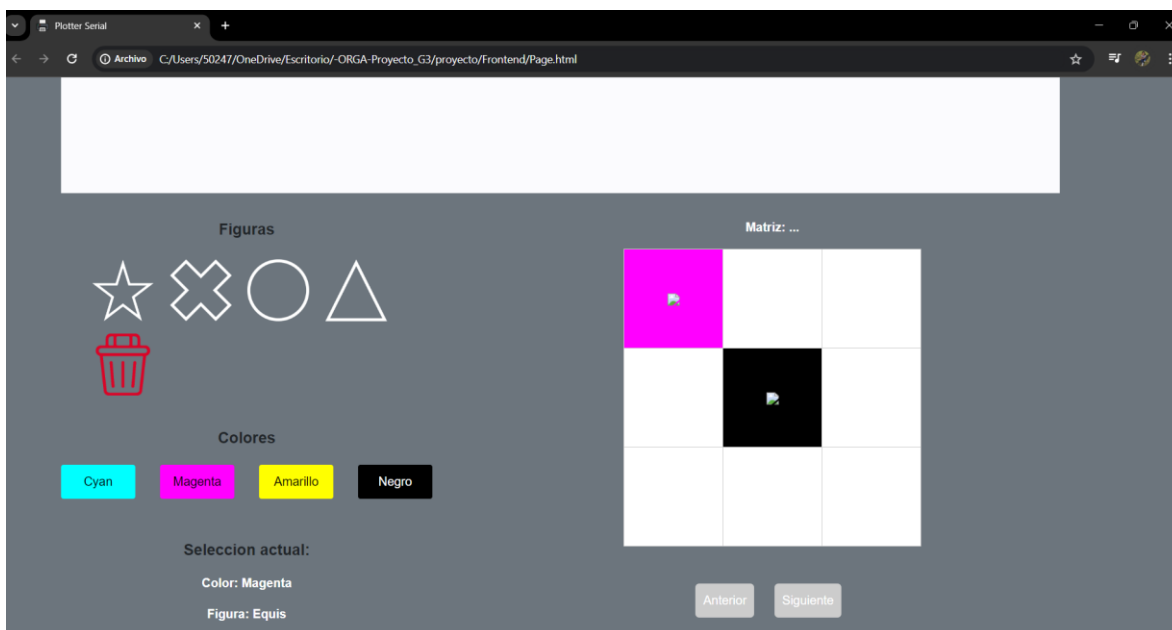 Plotter Serial
Archivo C:/Users/50247/OneDrive/Escritorio/-ORGA-Proyecto_G3/proyecto/Frontend/Page.html
Figuras
Matriz: ...
Colores
Cyan Magenta Amarillo Negro
Seleccion actual:
Color: Magenta
Figura: Equis
Anterior Siguiente